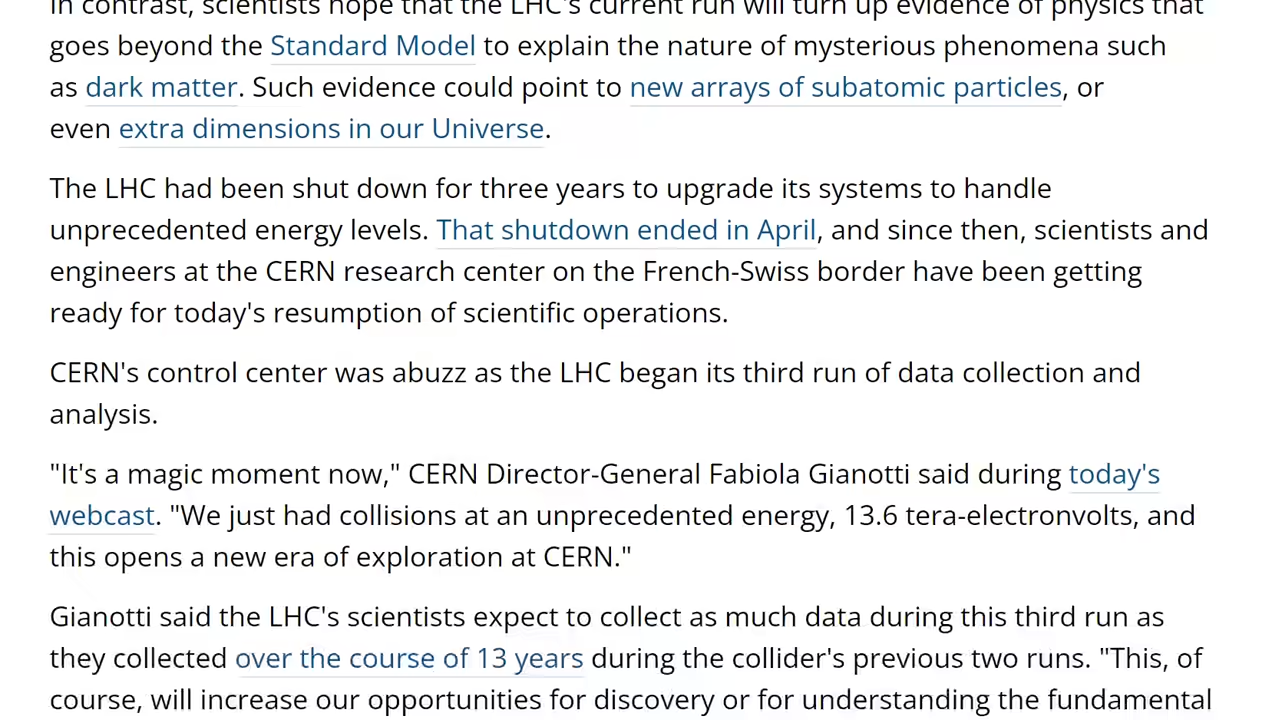 In contrast, scientists hope that the LHC's current run will turn up evidence of physics that
goes beyond the Standard Model to explain the nature of mysterious phenomena such
as dark matter. Such evidence could point to new arrays of subatomic particles, or
even extra dimensions in our Universe.
The LHC had been shut down for three years to upgrade its systems to handle
unprecedented energy levels. That shutdown ended in April, and since then, scientists and
engineers at the CERN research center on the French-Swiss border have been getting
ready for today's resumption of scientific operations.
CERN's control center was abuzz as the LHC began its third run of data collection and
analysis.
"It's a magic moment now," CERN Director-General Fabiola Gianotti said during today's
webcast. "We just had collisions at an unprecedented energy, 13.6 tera-electronvolts, and
this opens a new era of exploration at CERN."
Gianotti said the LHC's scientists expect to collect as much data during this third run as
they collected over the course of 13 years during the collider's previous two runs. "This, of
course, will increase our opportunities for discovery or for understanding the fundamental